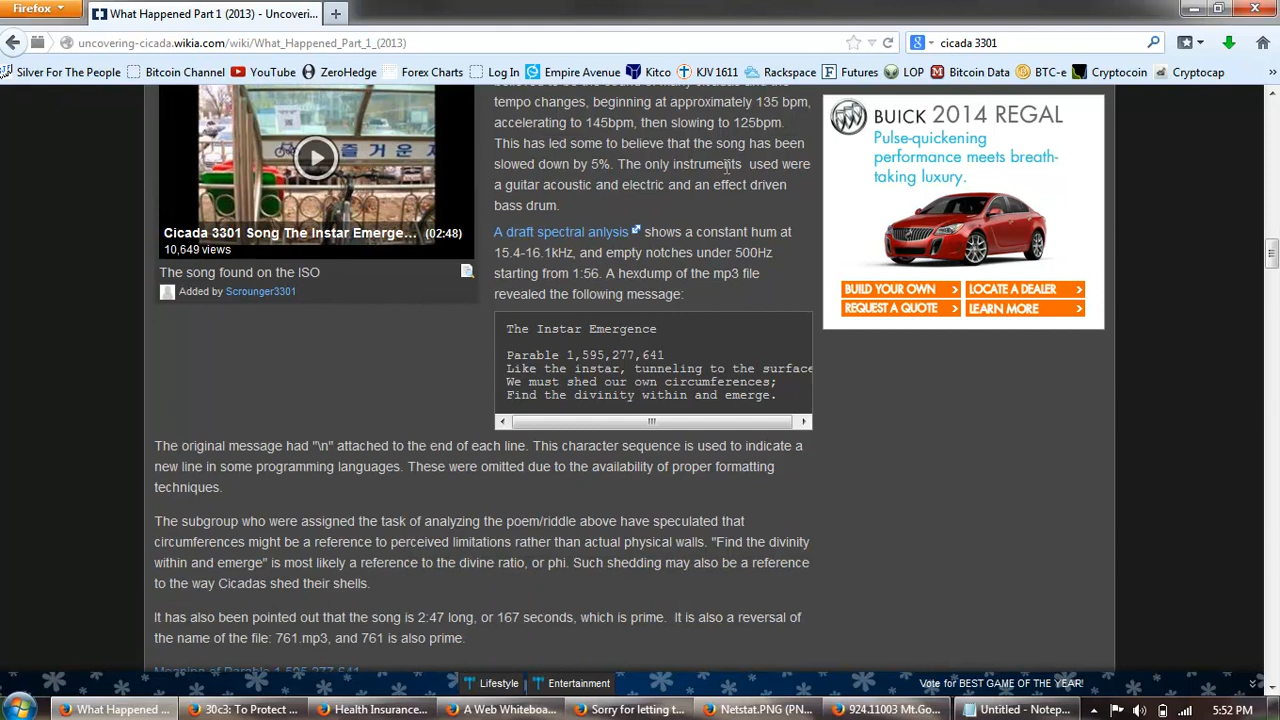 Firefox
What Happened Part 1 (2013) - Uncoveri...
uncovering-cicada.wikia.com/wiki/What_Happened_Part_1_(2013)
cicada 3301
Silver For The People
Bitcoin Channel
YouTube
ZeroHedge
Forex Charts
Log In
Empire Avenue
Kitco
KJV 1611
Rackspace
Futures
LOP
Bitcoin Data
BTC-e
Cryptocoin
Cryptocap
»
tempo changes, beginning at approximately 135 bpm,
accelerating to 145bpm, then slowing to 125bpm.
This has led some to believe that the song has been
slowed down by 5%. The only instruments used were
a guitar acoustic and electric and an effect driven
bass drum.
즐 거 운
Cicada 3301 Song The Instar Emerge... (02:48)
10,649 views
The song found on the ISO
Added by Scrounger3301
A draft spectral anlysis shows a constant hum at
15.4-16.1kHz, and empty notches under 500Hz
starting from 1:56. A hexdump of the mp3 file
revealed the following message:
The Instar Emergence
Parable 1,595,277,641
Like the instar, tunneling to the surface
We must shed our own circumferences;
Find the divinity within and emerge.
BUICK 2014 REGAL
Pulse-quickening
performance meets breath-
taking luxury.
BUILD YOUR OWN >
LOCATE A DEALER >
REQUEST A QUOTE >
LEARN MORE >
The original message had "\n" attached to the end of each line. This character sequence is used to indicate a
new line in some programming languages. These were omitted due to the availability of proper formatting
techniques.
The subgroup who were assigned the task of analyzing the poem/riddle above have speculated that
circumferences might be a reference to perceived limitations rather than actual physical walls. "Find the divinity
within and emerge" is most likely a reference to the divine ratio, or phi. Such shedding may also be a reference
to the way Cicadas shed their shells.
It has also been pointed out that the song is 2:47 long, or 167 seconds, which is prime. It is also a reversal of
the name of the file: 761.mp3, and 761 is also prime.
Meaning of Parable 1,595,277,641
Lifestyle
Entertainment
Vote for BEST GAME OF THE YEAR!
What Happened ...
30c3: To Protect ...
Health Insurance...
A Web Whiteboa...
Sorry for letting t...
Netstat.PNG (PN...
924.11003 Mt.Go...
Untitled - Notep...
5:52 PM